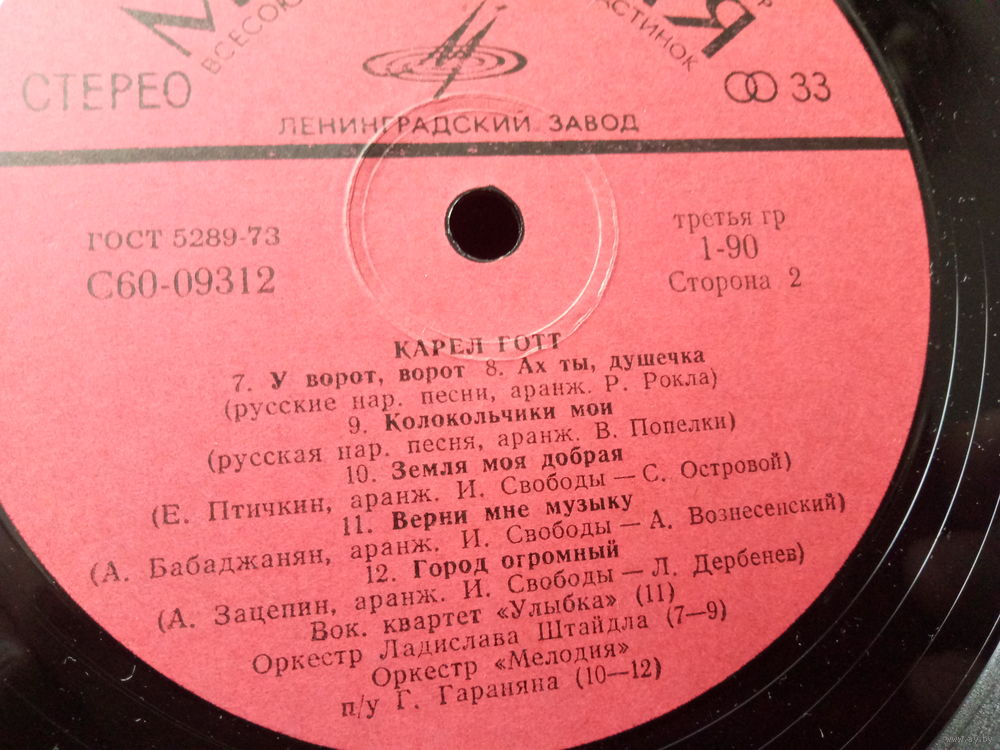 СТЕРЕО
33
ЛЕНИНГРАДСКИЙ ЗАВОД
ГОСТ 5289-73
С60-09312
третья гр
1-90
Сторона 2
КАРЕЛ ГОТТ
7. У ворот, ворот 8. Ах ты, душечка
(русские нар. песни, аранж. Р. Рокла)
9. Колокольчики мои
(русская нар. песня, аранж. В. Попелки)
10. Земля моя добрая
(Е. Птичкин, аранж. И. Свободы — С. Островой)
11. Верни мне музыку
(А. Бабаджанян, аранж. И. Свободы — А. Вознесенский)
12. Город огромный
(А. Зацепин, аранж. И. Свободы — Л. Дербенев)
Вок. квартет «Улыбка» (11)
Оркестр Ладислава Штайдла (7—9)
Оркестр «Мелодия»
п/у Г. Гараняна (10—12)
www.ay.by